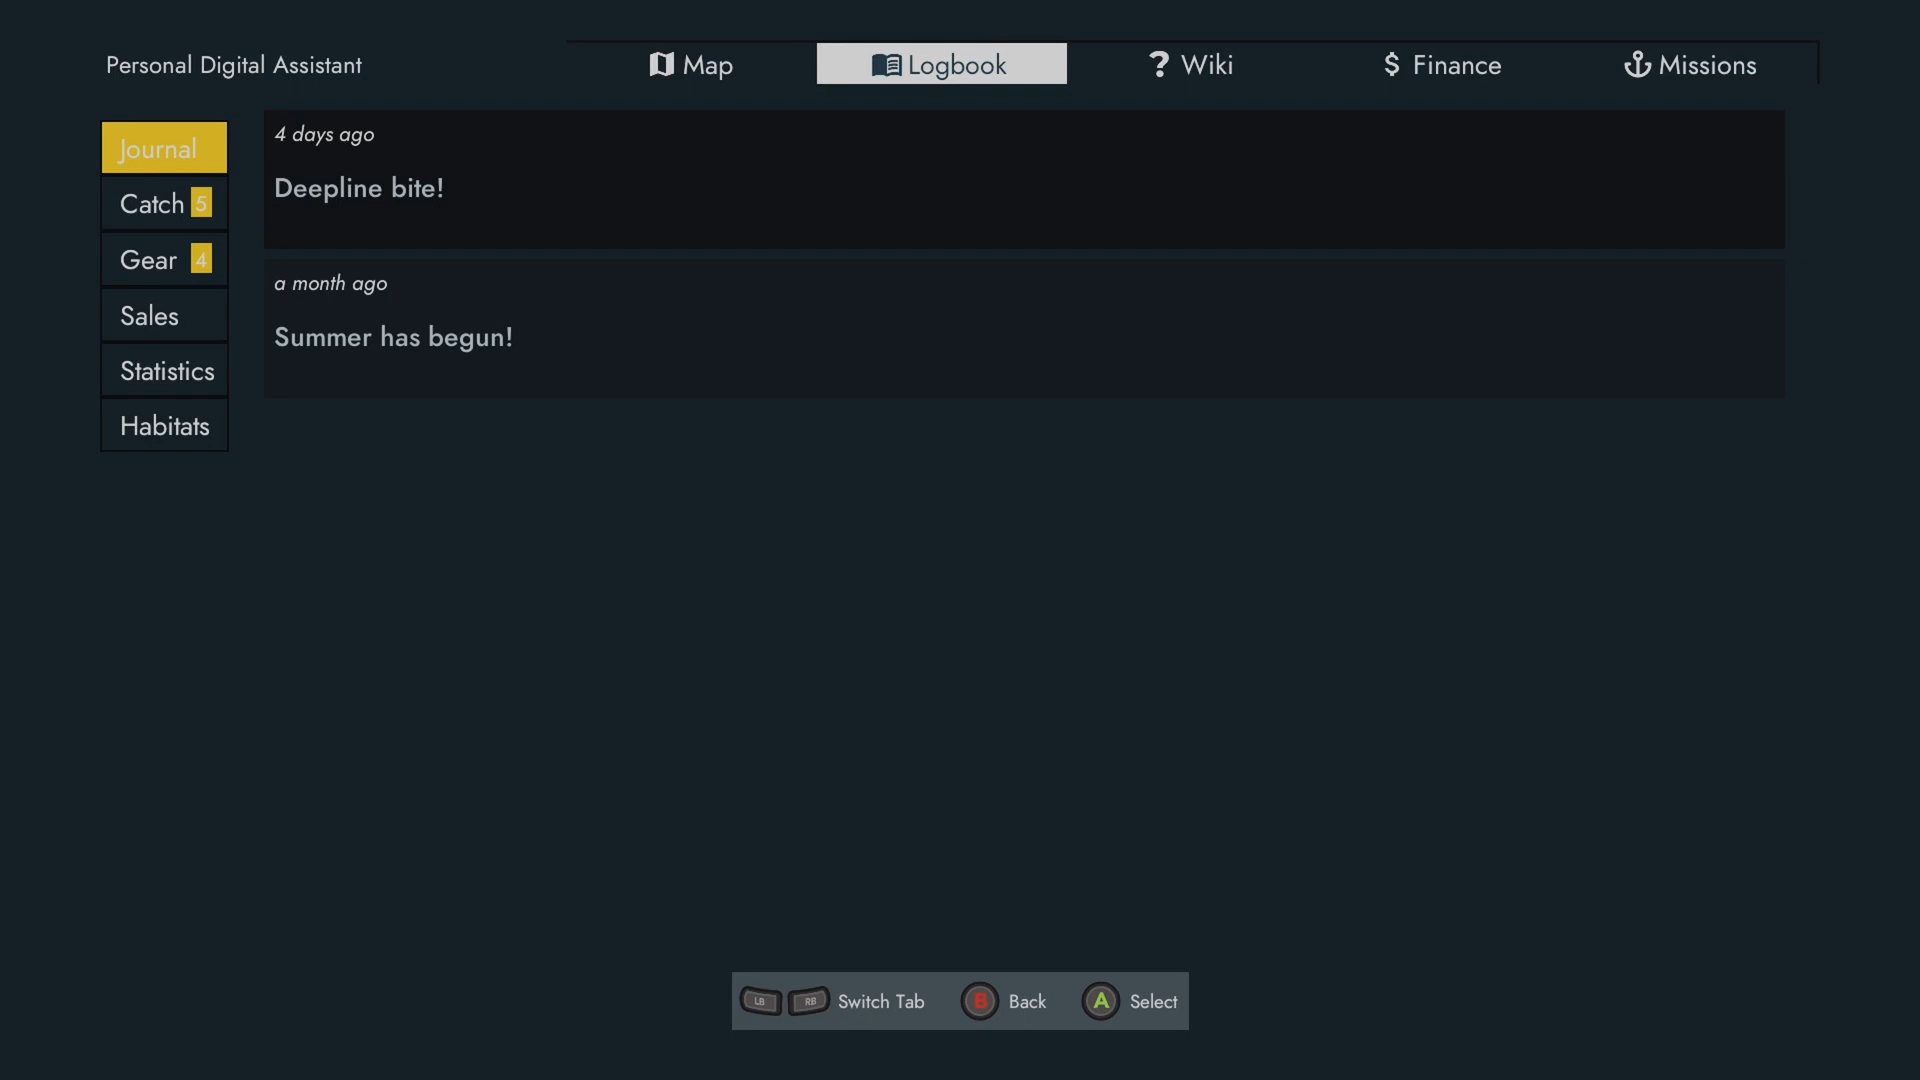 Personal Digital Assistant
Map
Logbook
? Wiki
$ Finance
Missions
Journal
Catch 5
Gear 4
Sales
Statistics
Habitats
4 days ago
Deepline bite!
a month ago
Summer has begun!
LB RB Switch Tab
B Back
A Select